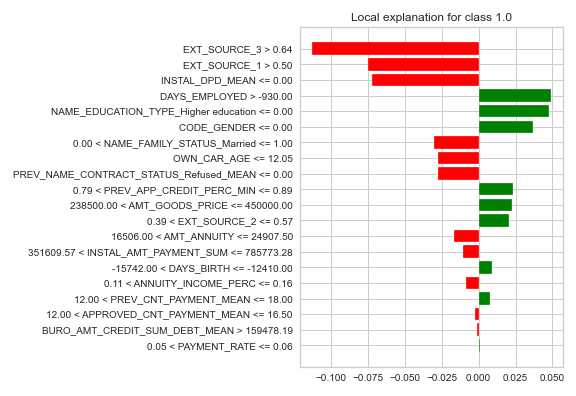 Local explanation for class 1.0
EXT_SOURCE_3 > 0.64
EXT_SOURCE_1 > 0.50
INSTAL_DPD_MEAN <= 0.00
DAYS_EMPLOYED > -930.00
NAME_EDUCATION_TYPE_Higher education <= 0.00
CODE_GENDER <= 0.00
0.00 < NAME_FAMILY_STATUS_Married <= 1.00
OWN_CAR_AGE <= 12.05
PREV_NAME_CONTRACT_STATUS_Refused_MEAN <= 0.00
0.79 < PREV_APP_CREDIT_PERC_MIN <= 0.89
238500.00 < AMT_GOODS_PRICE <= 450000.00
0.39 < EXT_SOURCE_2 <= 0.57
16506.00 < AMT_ANNUITY <= 24907.50
351609.57 < INSTAL_AMT_PAYMENT_SUM <= 785773.28
-15742.00 < DAYS_BIRTH <= -12410.00
0.11 < ANNUITY_INCOME_PERC <= 0.16
12.00 < PREV_CNT_PAYMENT_MEAN <= 18.00
12.00 < APPROVED_CNT_PAYMENT_MEAN <= 16.50
BURO_AMT_CREDIT_SUM_DEBT_MEAN > 159478.19
0.05 < PAYMENT_RATE <= 0.06
−0.100 −0.075 −0.050 −0.025 0.000 0.025 0.050